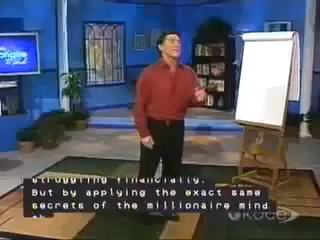 struggling financially.
But by applying the exact same
secrets of the millionaire mind
KOCE